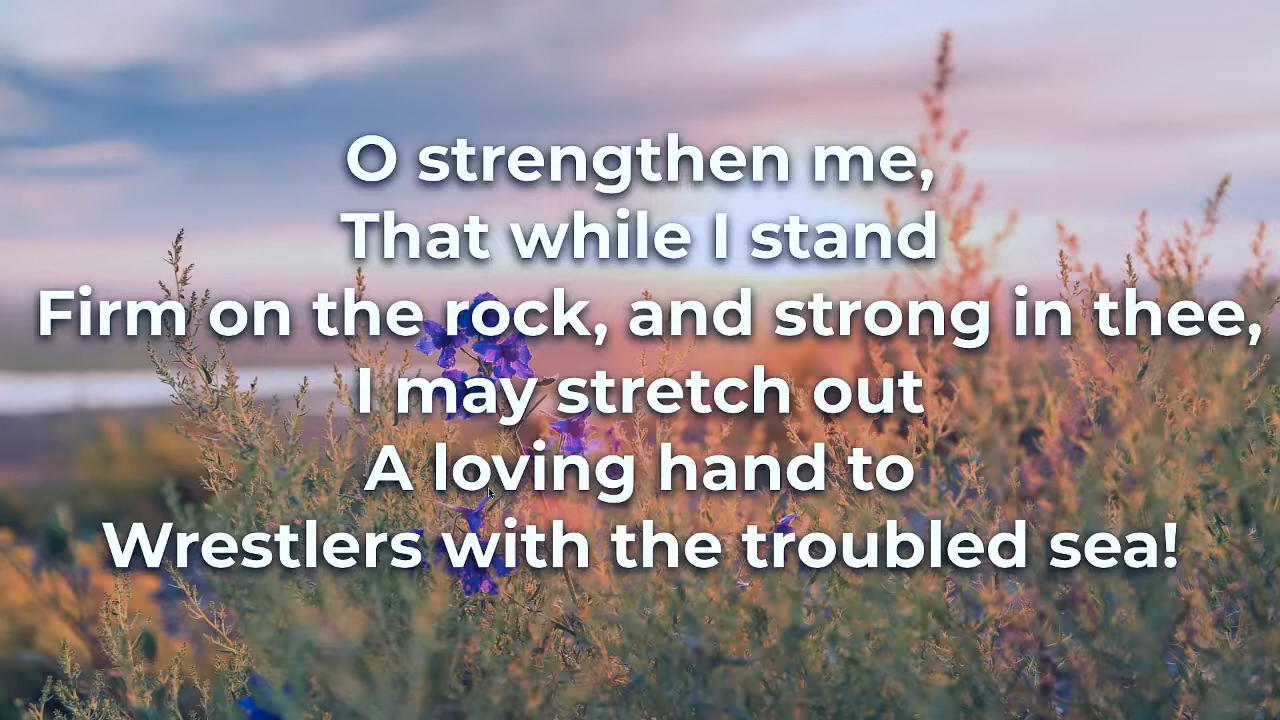 O strengthen me,
That while I stand
Firm on the rock, and strong in thee,
I may stretch out
A loving hand to
Wrestlers with the troubled sea!